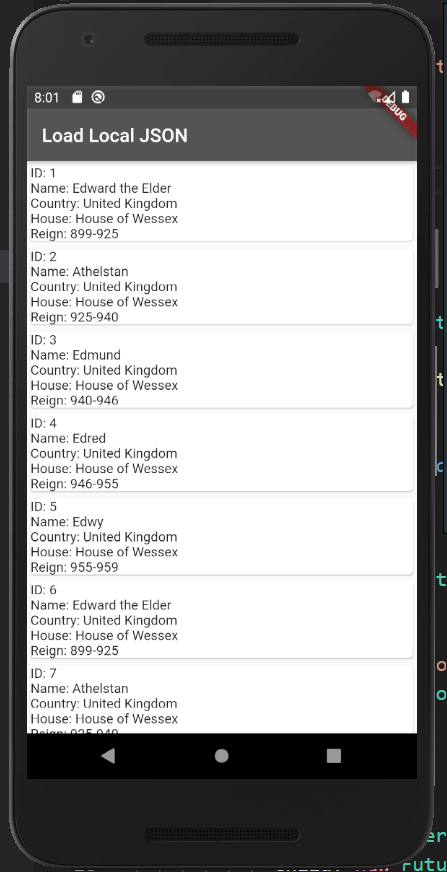 8:01
DEBUG
Load Local JSON
ID: 1
Name: Edward the Elder
Country: United Kingdom
House: House of Wessex
Reign: 899-925
ID: 2
Name: Athelstan
Country: United Kingdom
House: House of Wessex
Reign: 925-940
ID: 3
Name: Edmund
Country: United Kingdom
House: House of Wessex
Reign: 940-946
ID: 4
Name: Edred
Country: United Kingdom
House: House of Wessex
Reign: 946-955
ID: 5
Name: Edwy
Country: United Kingdom
House: House of Wessex
Reign: 955-959
ID: 6
Name: Edward the Elder
Country: United Kingdom
House: House of Wessex
Reign: 899-925
ID: 7
Name: Athelstan
Country: United Kingdom
House: House of Wessex
Reign: 925-940